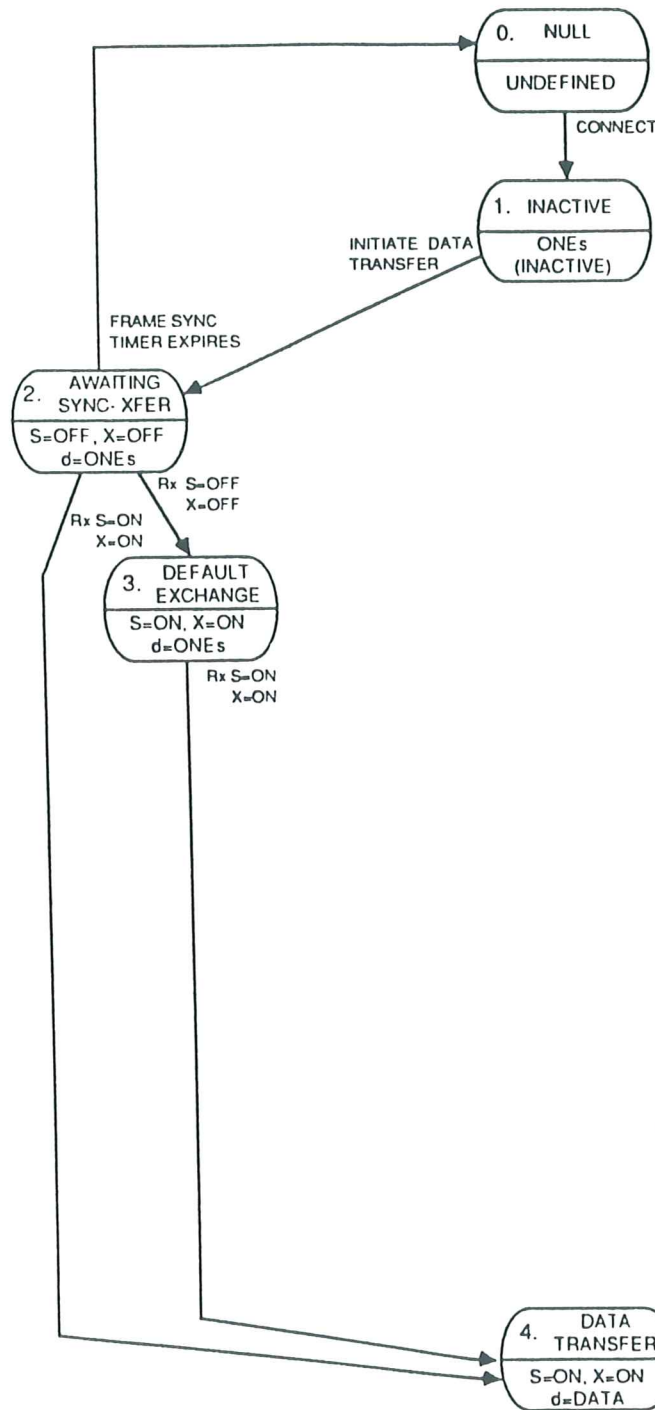 0. NULL
UNDEFINED
CONNECT
1. INACTIVE
ONEs
(INACTIVE)
INITIATE DATA
TRANSFER
FRAME SYNC
TIMER EXPIRES
2. AWAITING
SYNC- XFER
S=OFF, X=OFF
d=ONEs
Rx S=OFF
X=OFF
Rx S=ON
X=ON
3. DEFAULT
EXCHANGE
S=ON, X=ON
d=ONEs
Rx S=ON
X=ON
4. DATA
TRANSFER
S=ON, X=ON
d=DATA